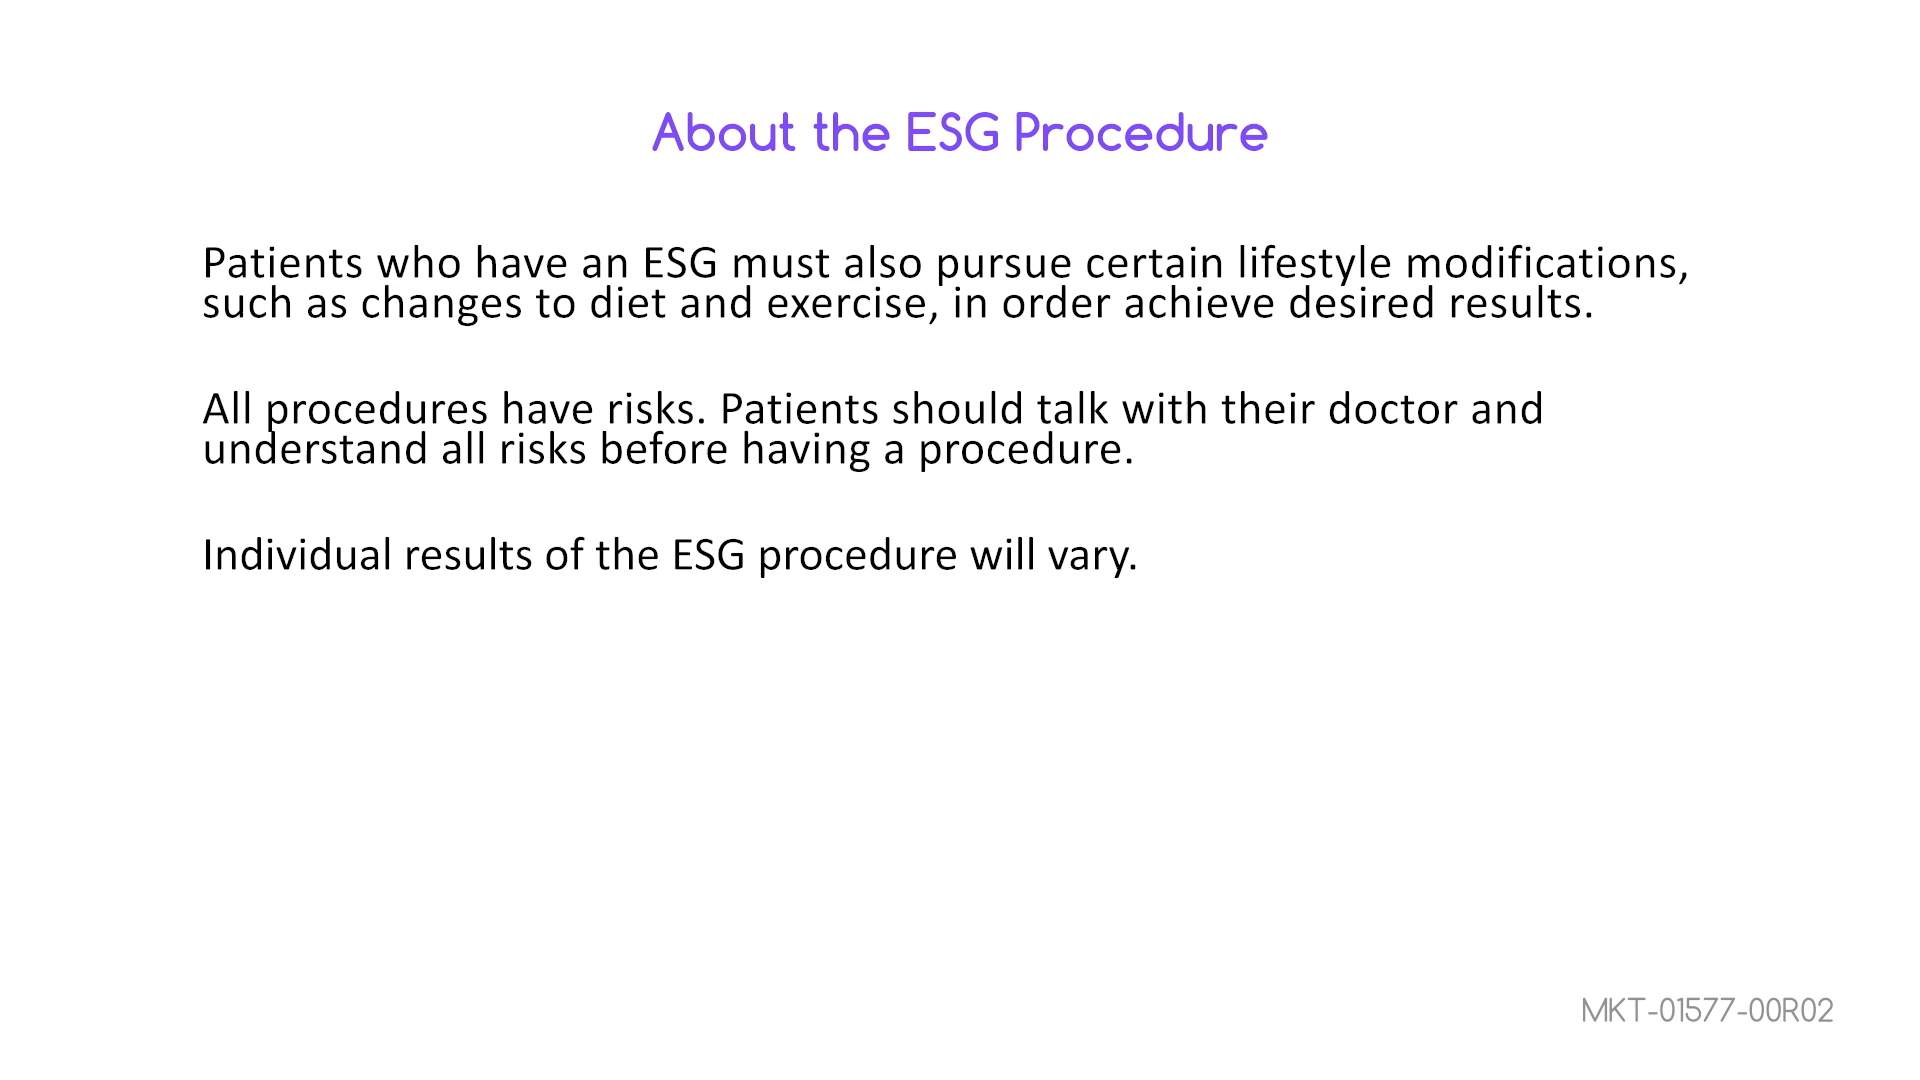 About the ESG Procedure
Patients who have an ESG must also pursue certain lifestyle modifications,
such as changes to diet and exercise, in order achieve desired results.
All procedures have risks. Patients should talk with their doctor and
understand all risks before having a procedure.
Individual results of the ESG procedure will vary.
MKT-01577-00R02